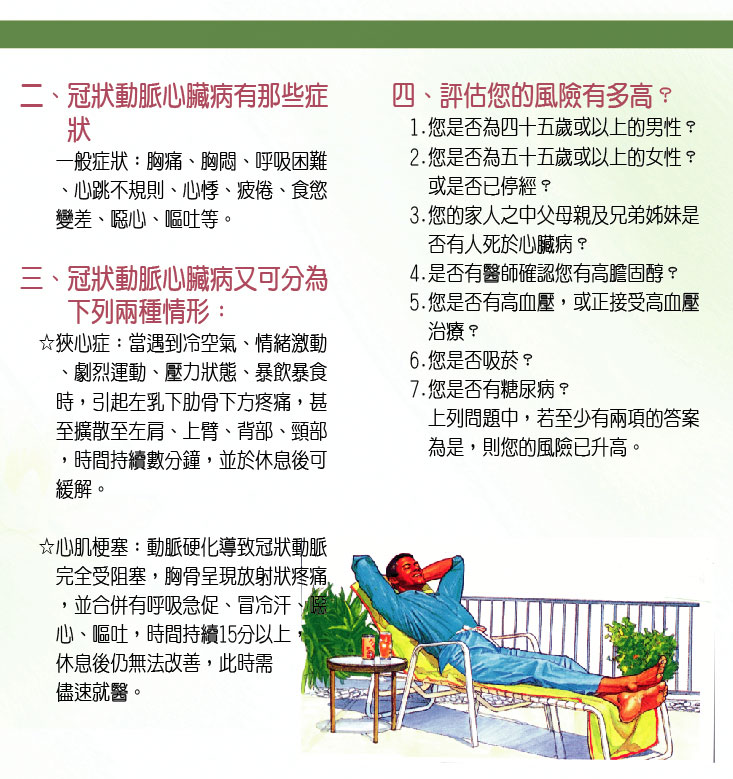 二、冠狀動脈心臟病有那些症
狀
一般症狀：胸痛、胸悶、呼吸困難
、心跳不規則、心悸、疲倦、食慾
變差、噁心、嘔吐等。
三、冠狀動脈心臟病又可分為
下列兩種情形：
☆狹心症：當遇到冷空氣、情緒激動
、劇烈運動、壓力狀態、暴飲暴食
時，引起左乳下肋骨下方疼痛，甚
至擴散至左肩、上臂、背部、頸部
，時間持續數分鐘，並於休息後可
緩解。
☆心肌梗塞：動脈硬化導致冠狀動脈
完全受阻塞，胸骨呈現放射狀疼痛
，並合併有呼吸急促、冒冷汗、噁
心、嘔吐，時間持續15分以上，
休息後仍無法改善，此時需
儘速就醫。
四、評估您的風險有多高？
1.您是否為四十五歲或以上的男性？
2.您是否為五十五歲或以上的女性？
或是否已停經？
3.您的家人之中父母親及兄弟姊妹是
否有人死於心臟病？
4.是否有醫師確認您有高膽固醇？
5.您是否有高血壓，或正接受高血壓
治療？
6.您是否吸菸？
7.您是否有糖尿病？
上列問題中，若至少有兩項的答案
為是，則您的風險已升高。